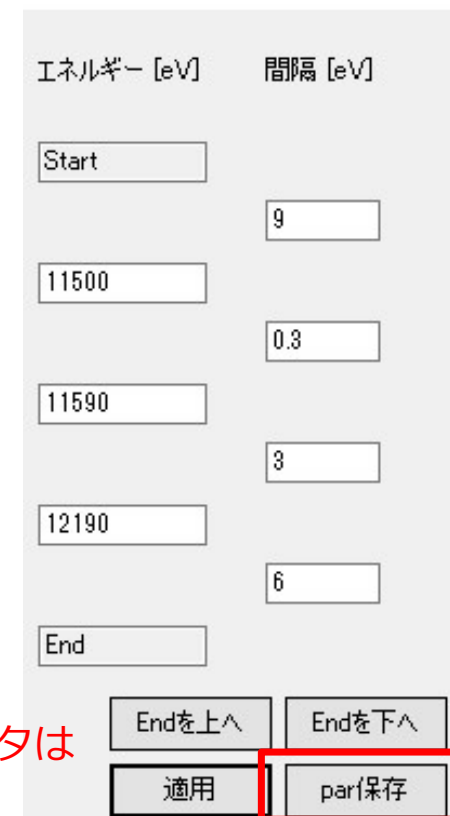 エネルギー [eV] 間隔 [eV]
Start
9
11500
0.3
11590
3
12190
6
End
Endを上へ Endを下へ
タは
適用 par保存